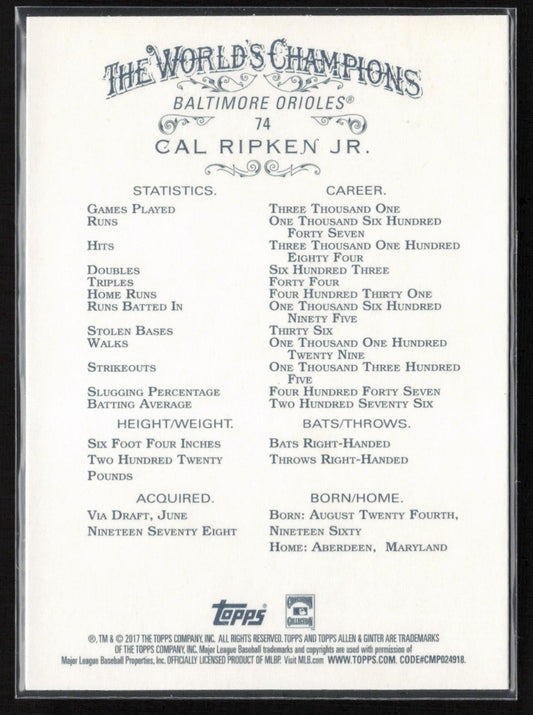 THE WORLD'S CHAMPIONS
BALTIMORE ORIOLES®
74
CAL RIPKEN JR.
STATISTICS. CAREER.
GAMES PLAYED THREE THOUSAND ONE
RUNS ONE THOUSAND SIX HUNDRED
FORTY SEVEN
HITS THREE THOUSAND ONE HUNDRED
EIGHTY FOUR
DOUBLES SIX HUNDRED THREE
TRIPLES FORTY FOUR
HOME RUNS FOUR HUNDRED THIRTY ONE
RUNS BATTED IN ONE THOUSAND SIX HUNDRED
NINETY FIVE
STOLEN BASES THIRTY SIX
WALKS ONE THOUSAND ONE HUNDRED
TWENTY NINE
STRIKEOUTS ONE THOUSAND THREE HUNDRED
FIVE
SLUGGING PERCENTAGE FOUR HUNDRED FORTY SEVEN
BATTING AVERAGE TWO HUNDRED SEVENTY SIX
HEIGHT/WEIGHT. BATS/THROWS.
SIX FOOT FOUR INCHES BATS RIGHT-HANDED
TWO HUNDRED TWENTY THROWS RIGHT-HANDED
POUNDS
ACQUIRED. BORN/HOME.
VIA DRAFT, JUNE BORN: AUGUST TWENTY FOURTH,
NINETEEN SEVENTY EIGHT NINETEEN SIXTY
HOME: ABERDEEN, MARYLAND
topps
®, TM & © 2017 THE TOPPS COMPANY, INC. ALL RIGHTS RESERVED. TOPPS AND TOPPS ALLEN & GINTER ARE TRADEMARKS
OF THE TOPPS COMPANY, INC. Major League Baseball trademarks and copyrights are used with permission of
Major League Baseball Properties, Inc. OFFICIALLY LICENSED PRODUCT OF MLBP. Visit MLB.com WWW.TOPPS.COM. CODE#CMP024918.